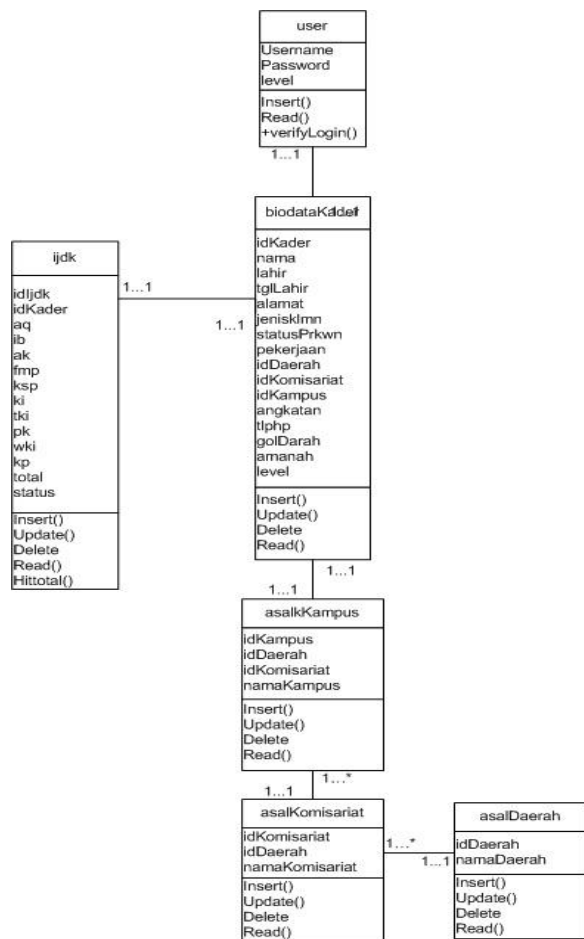 user
Username
Password
level
Insert()
Read()
+verifyLogin()
1...1
biodataKader
1...1
idKader
nama
lahir
tglLahir
alamat
jenisklmn
statusPrkwn
pekerjaan
idDaerah
idKomisariat
idKampus
angkatan
tlphp
golDarah
amanah
level
Insert()
Update()
Delete
Read()
ijdk
idIjdk
idKader
aq
ib
ak
fmp
ksp
ki
tki
pk
wki
kp
total
status
Insert()
Update()
Delete
Read()
Hittotal()
1...1
1...1
1...1
1...1
asalkKampus
idKampus
idDaerah
idKomisariat
namaKampus
Insert()
Update()
Delete
Read()
1...*
1...1
asalKomisariat
idKomisariat
idDaerah
namaKomisariat
Insert()
Update()
Delete
Read()
1...*
1...1
asalDaerah
idDaerah
namaDaerah
Insert()
Update()
Delete
Read()